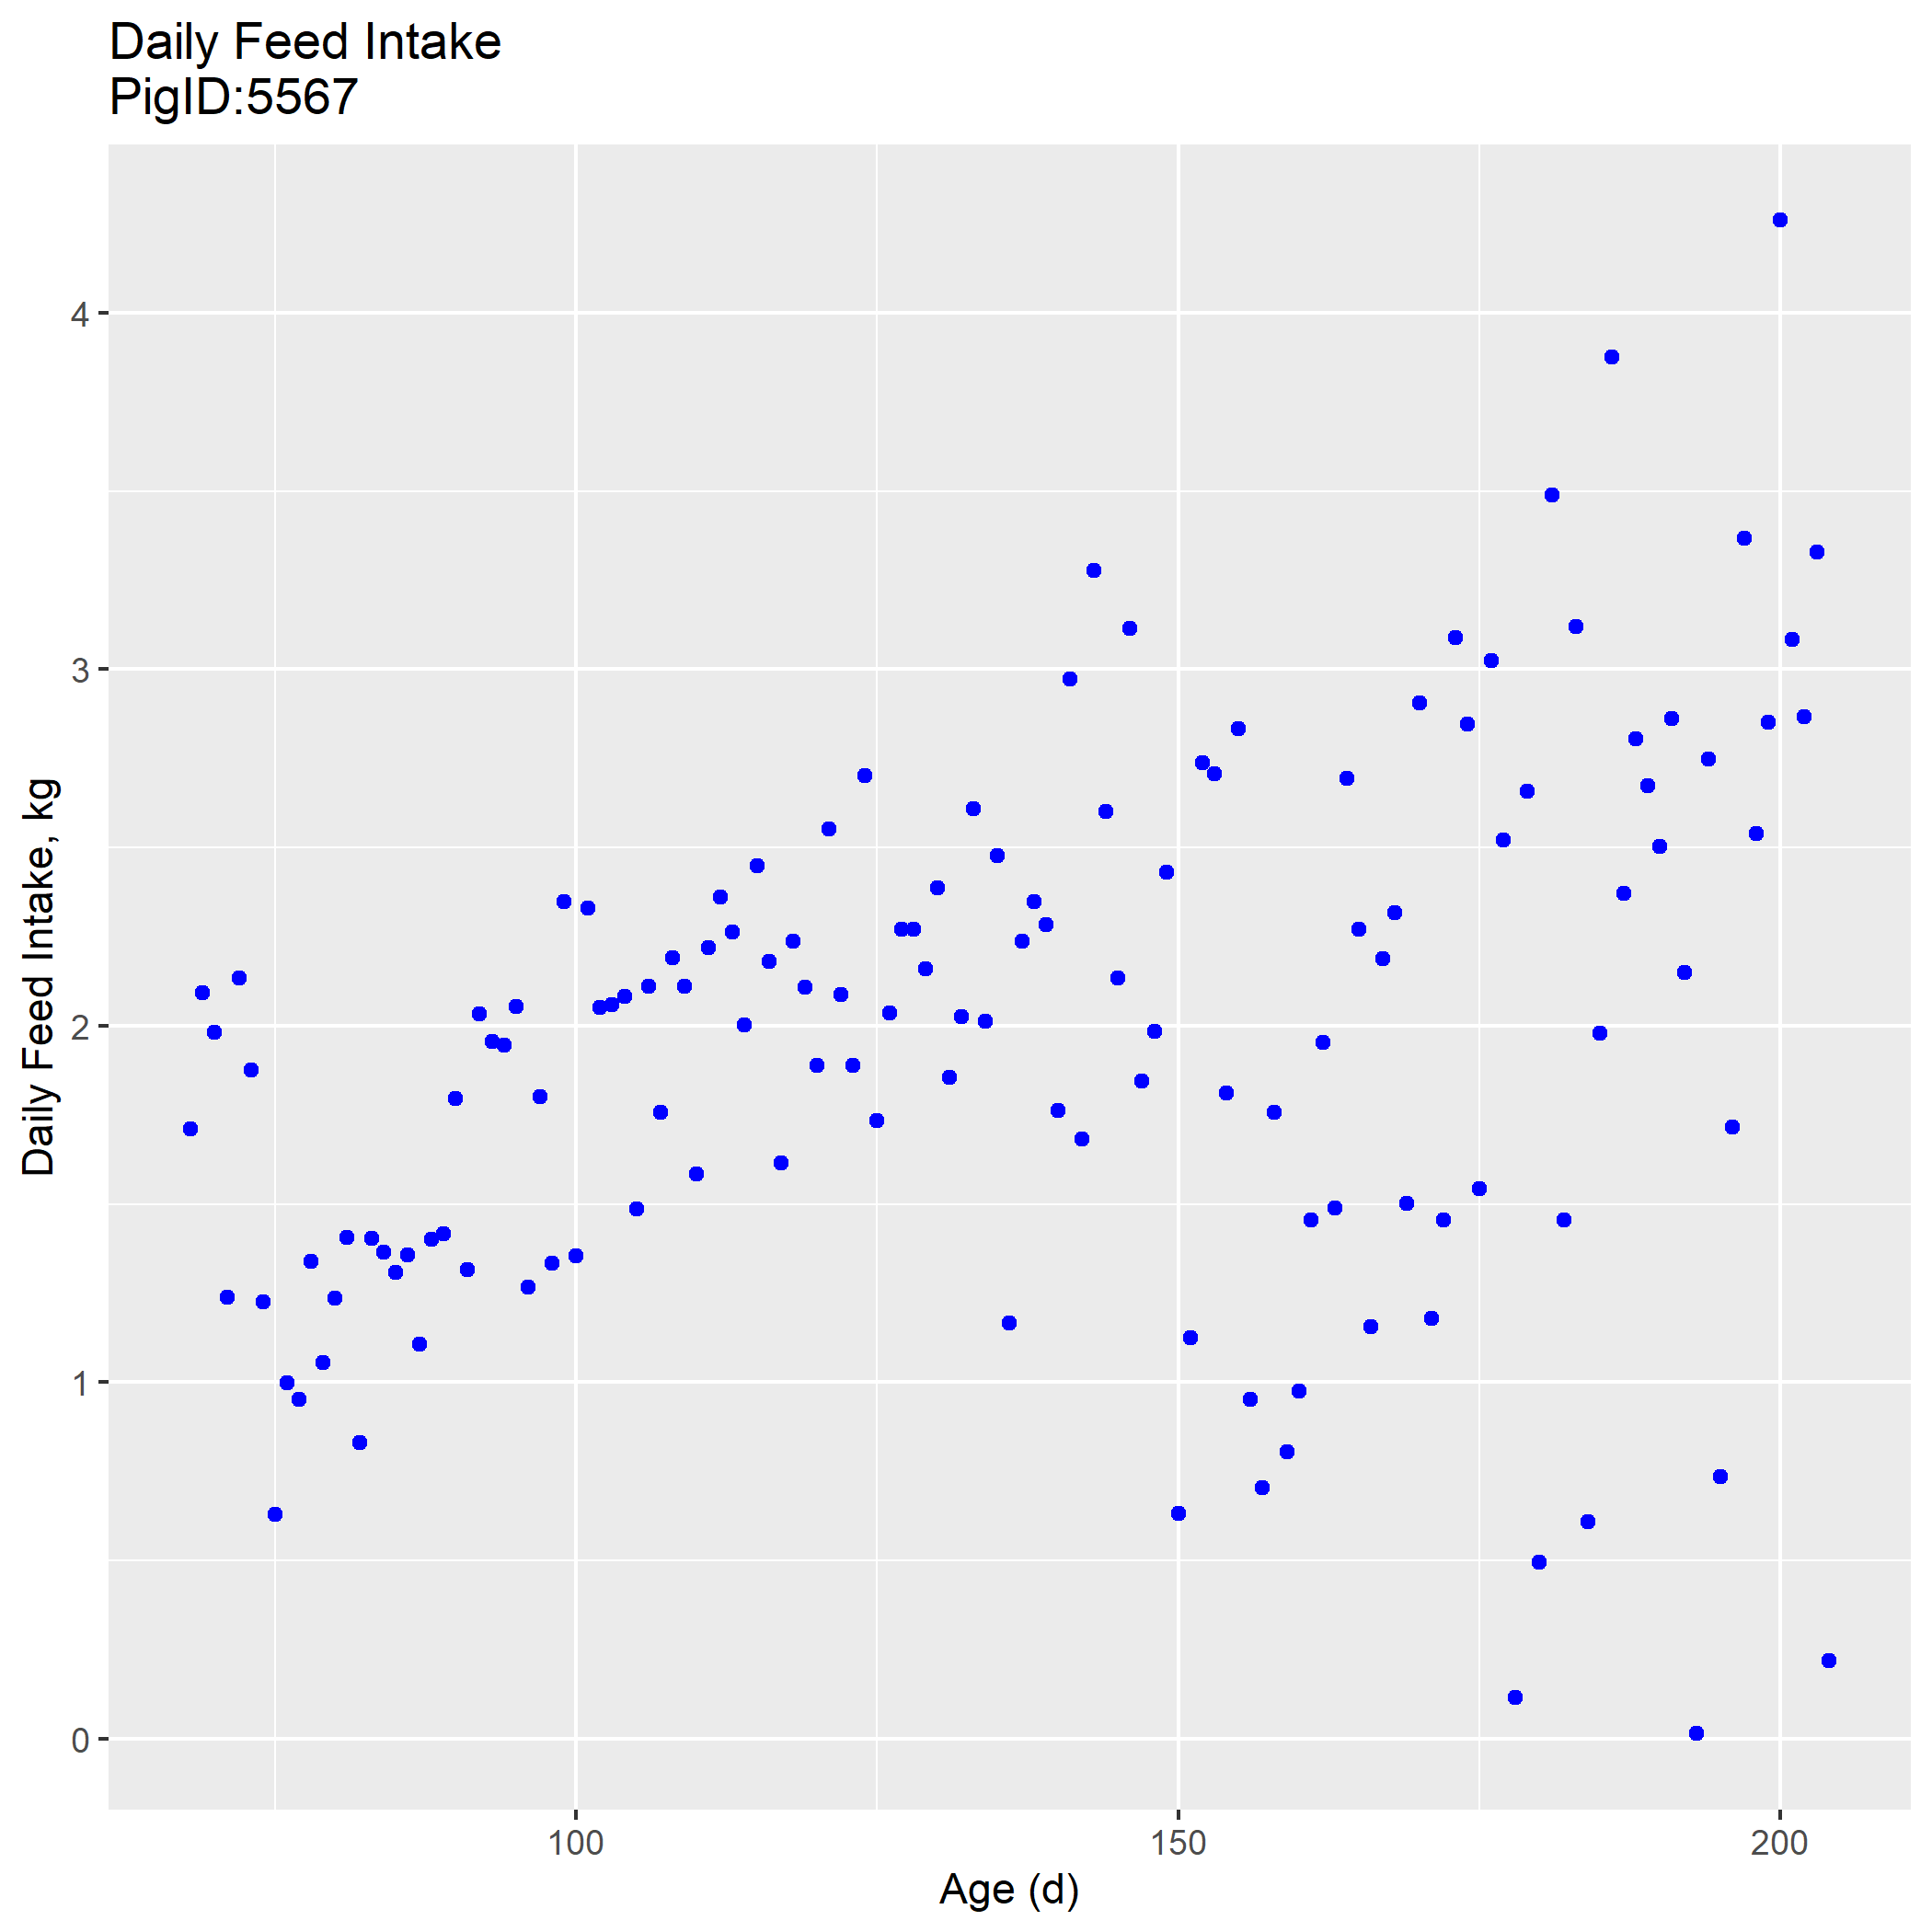 Daily Feed Intake
PigID:5567
Daily Feed Intake, kg
4
3
2
1
0
100 150 200
Age (d)